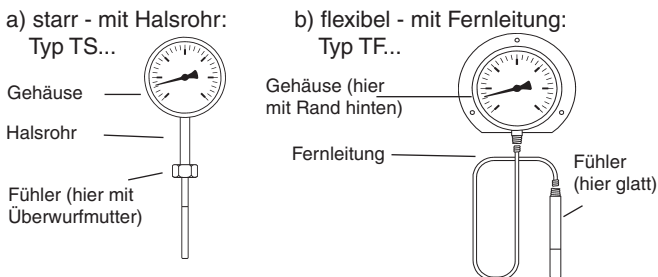 a) starr - mit Halsrohr:
Typ TS...
Gehäuse
Halsrohr
Fühler (hier mit
Überwurfmutter)
b) flexibel - mit Fernleitung:
Typ TF...
Gehäuse (hier
mit Rand hinten)
Fernleitung
Fühler
(hier glatt)